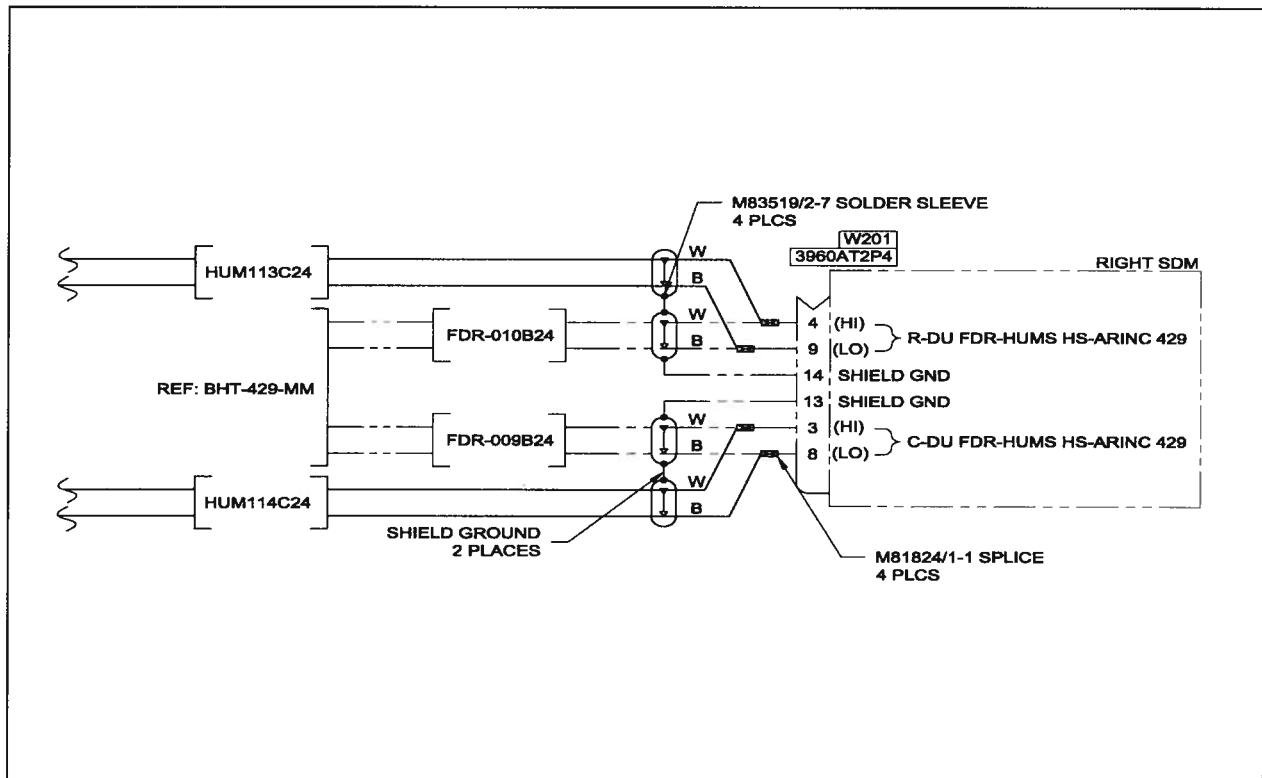 M83519/2-7 SOLDER SLEEVE
4 PLCS
W201
3960AT2P4
RIGHT SDM
HUM113C24
W
B
FDR-010B24
W
B
4 (HI)
9 (LO)
R-DU FDR-HUMS HS-ARINC 429
14 SHIELD GND
REF: BHT-429-MM
13 SHIELD GND
FDR-009B24
W
B
3 (HI)
8 (LO)
C-DU FDR-HUMS HS-ARINC 429
HUM114C24
W
B
SHIELD GROUND
2 PLACES
M81824/1-1 SPLICE
4 PLCS